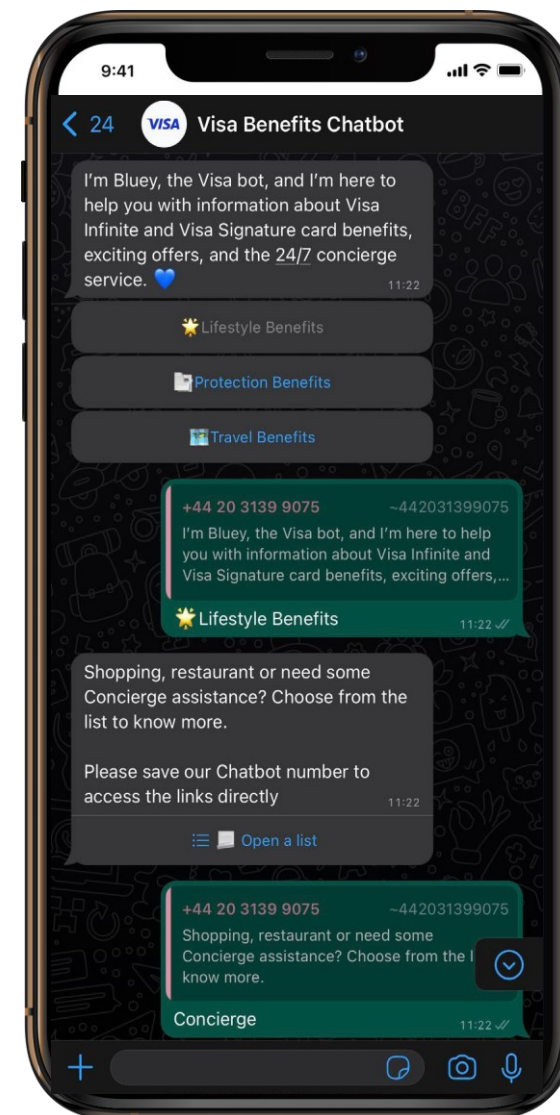 9:41
24
VISA
Visa Benefits Chatbot
I'm Bluey, the Visa bot, and I'm here to
help you with information about Visa
Infinite and Visa Signature card benefits,
exciting offers, and the 24/7 concierge
service. 💙
11:22
🌟Lifestyle Benefits
Protection Benefits
Travel Benefits
+44 20 3139 9075 ~442031399075
I'm Bluey, the Visa bot, and I'm here to help
you with information about Visa Infinite and
Visa Signature card benefits, exciting offers,...
🌟Lifestyle Benefits
11:22
Shopping, restaurant or need some
Concierge assistance? Choose from the
list to know more.
Please save our Chatbot number to
access the links directly
11:22
Open a list
+44 20 3139 9075 ~442031399075
Shopping, restaurant or need some
Concierge assistance? Choose from the
know more.
Concierge
11:22